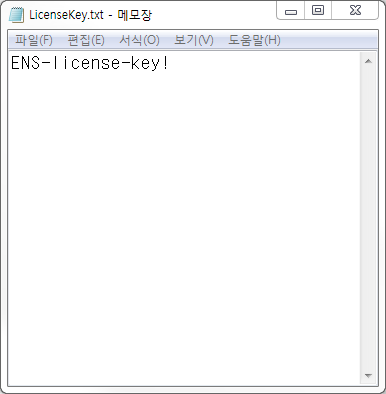 LicenseKey.txt - 메모장
파일(F) 편집(E) 서식(O) 보기(V) 도움말(H)
ENS-license-key!